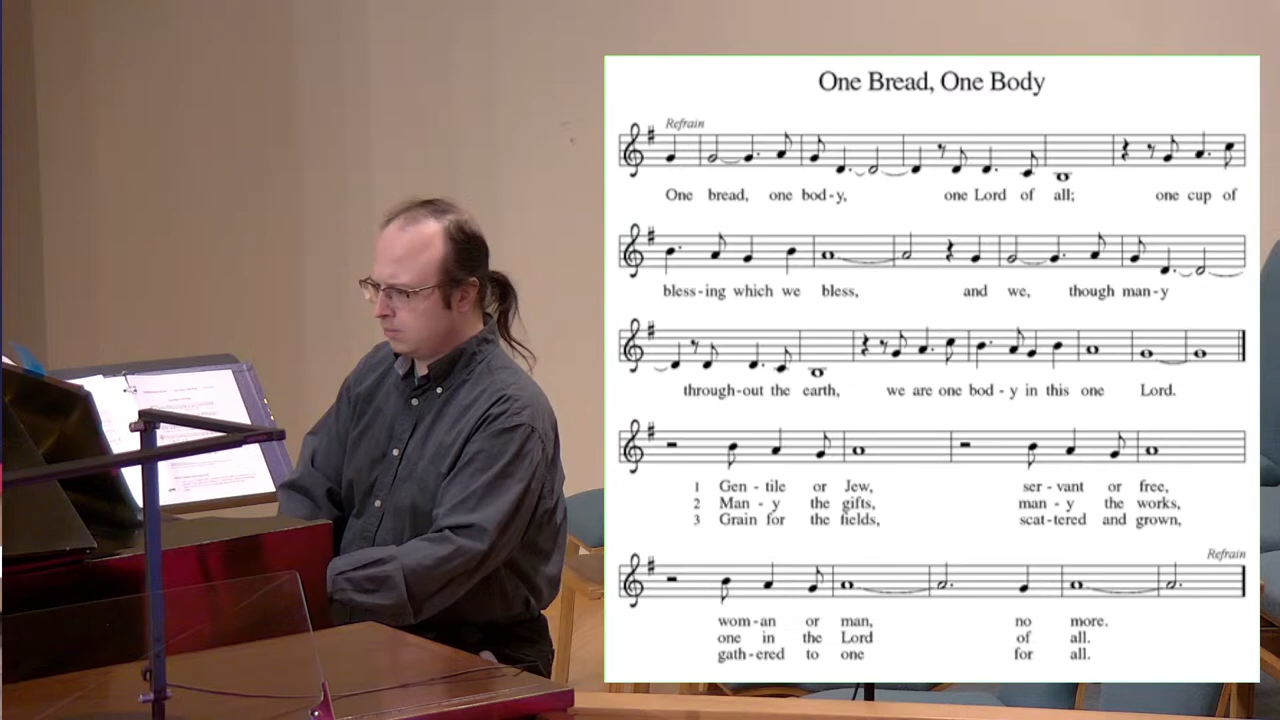 One Bread, One Body
Refrain
One bread, one bod-y, one Lord of all; one cup of
bless-ing which we bless, and we, though man-y
through-out the earth, we are one bod-y in this one Lord.
1 Gen-tile or Jew, ser-vant or free,
2 Man-y the gifts, man-y the works,
3 Grain for the fields, scat-tered and grown,
Refrain
wom-an or man, no more.
one in the Lord of all.
gath-ered to one for all.